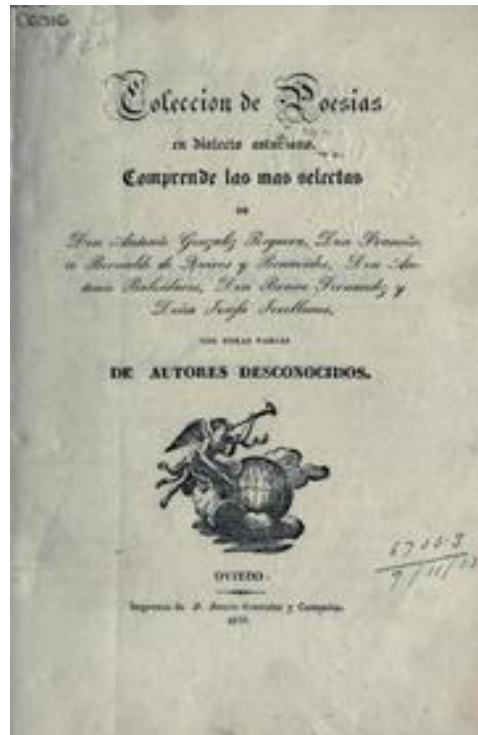 Coleccion de Poesias
en dialecto asturiano.
Comprende las mas selectas
DE
Don Antonio Gonzalez Reguera, Don Francis-
co Bernaldo de Quiros y Benavides, Don An-
tonio Balvidares, Don Bruno Fernandez y
Doña Josefa Jovellanos,
CON OTRAS VARIAS
DE AUTORES DESCONOCIDOS.
OVIEDO.
Imprenta de D. Benito Gonzalez y Compañia.